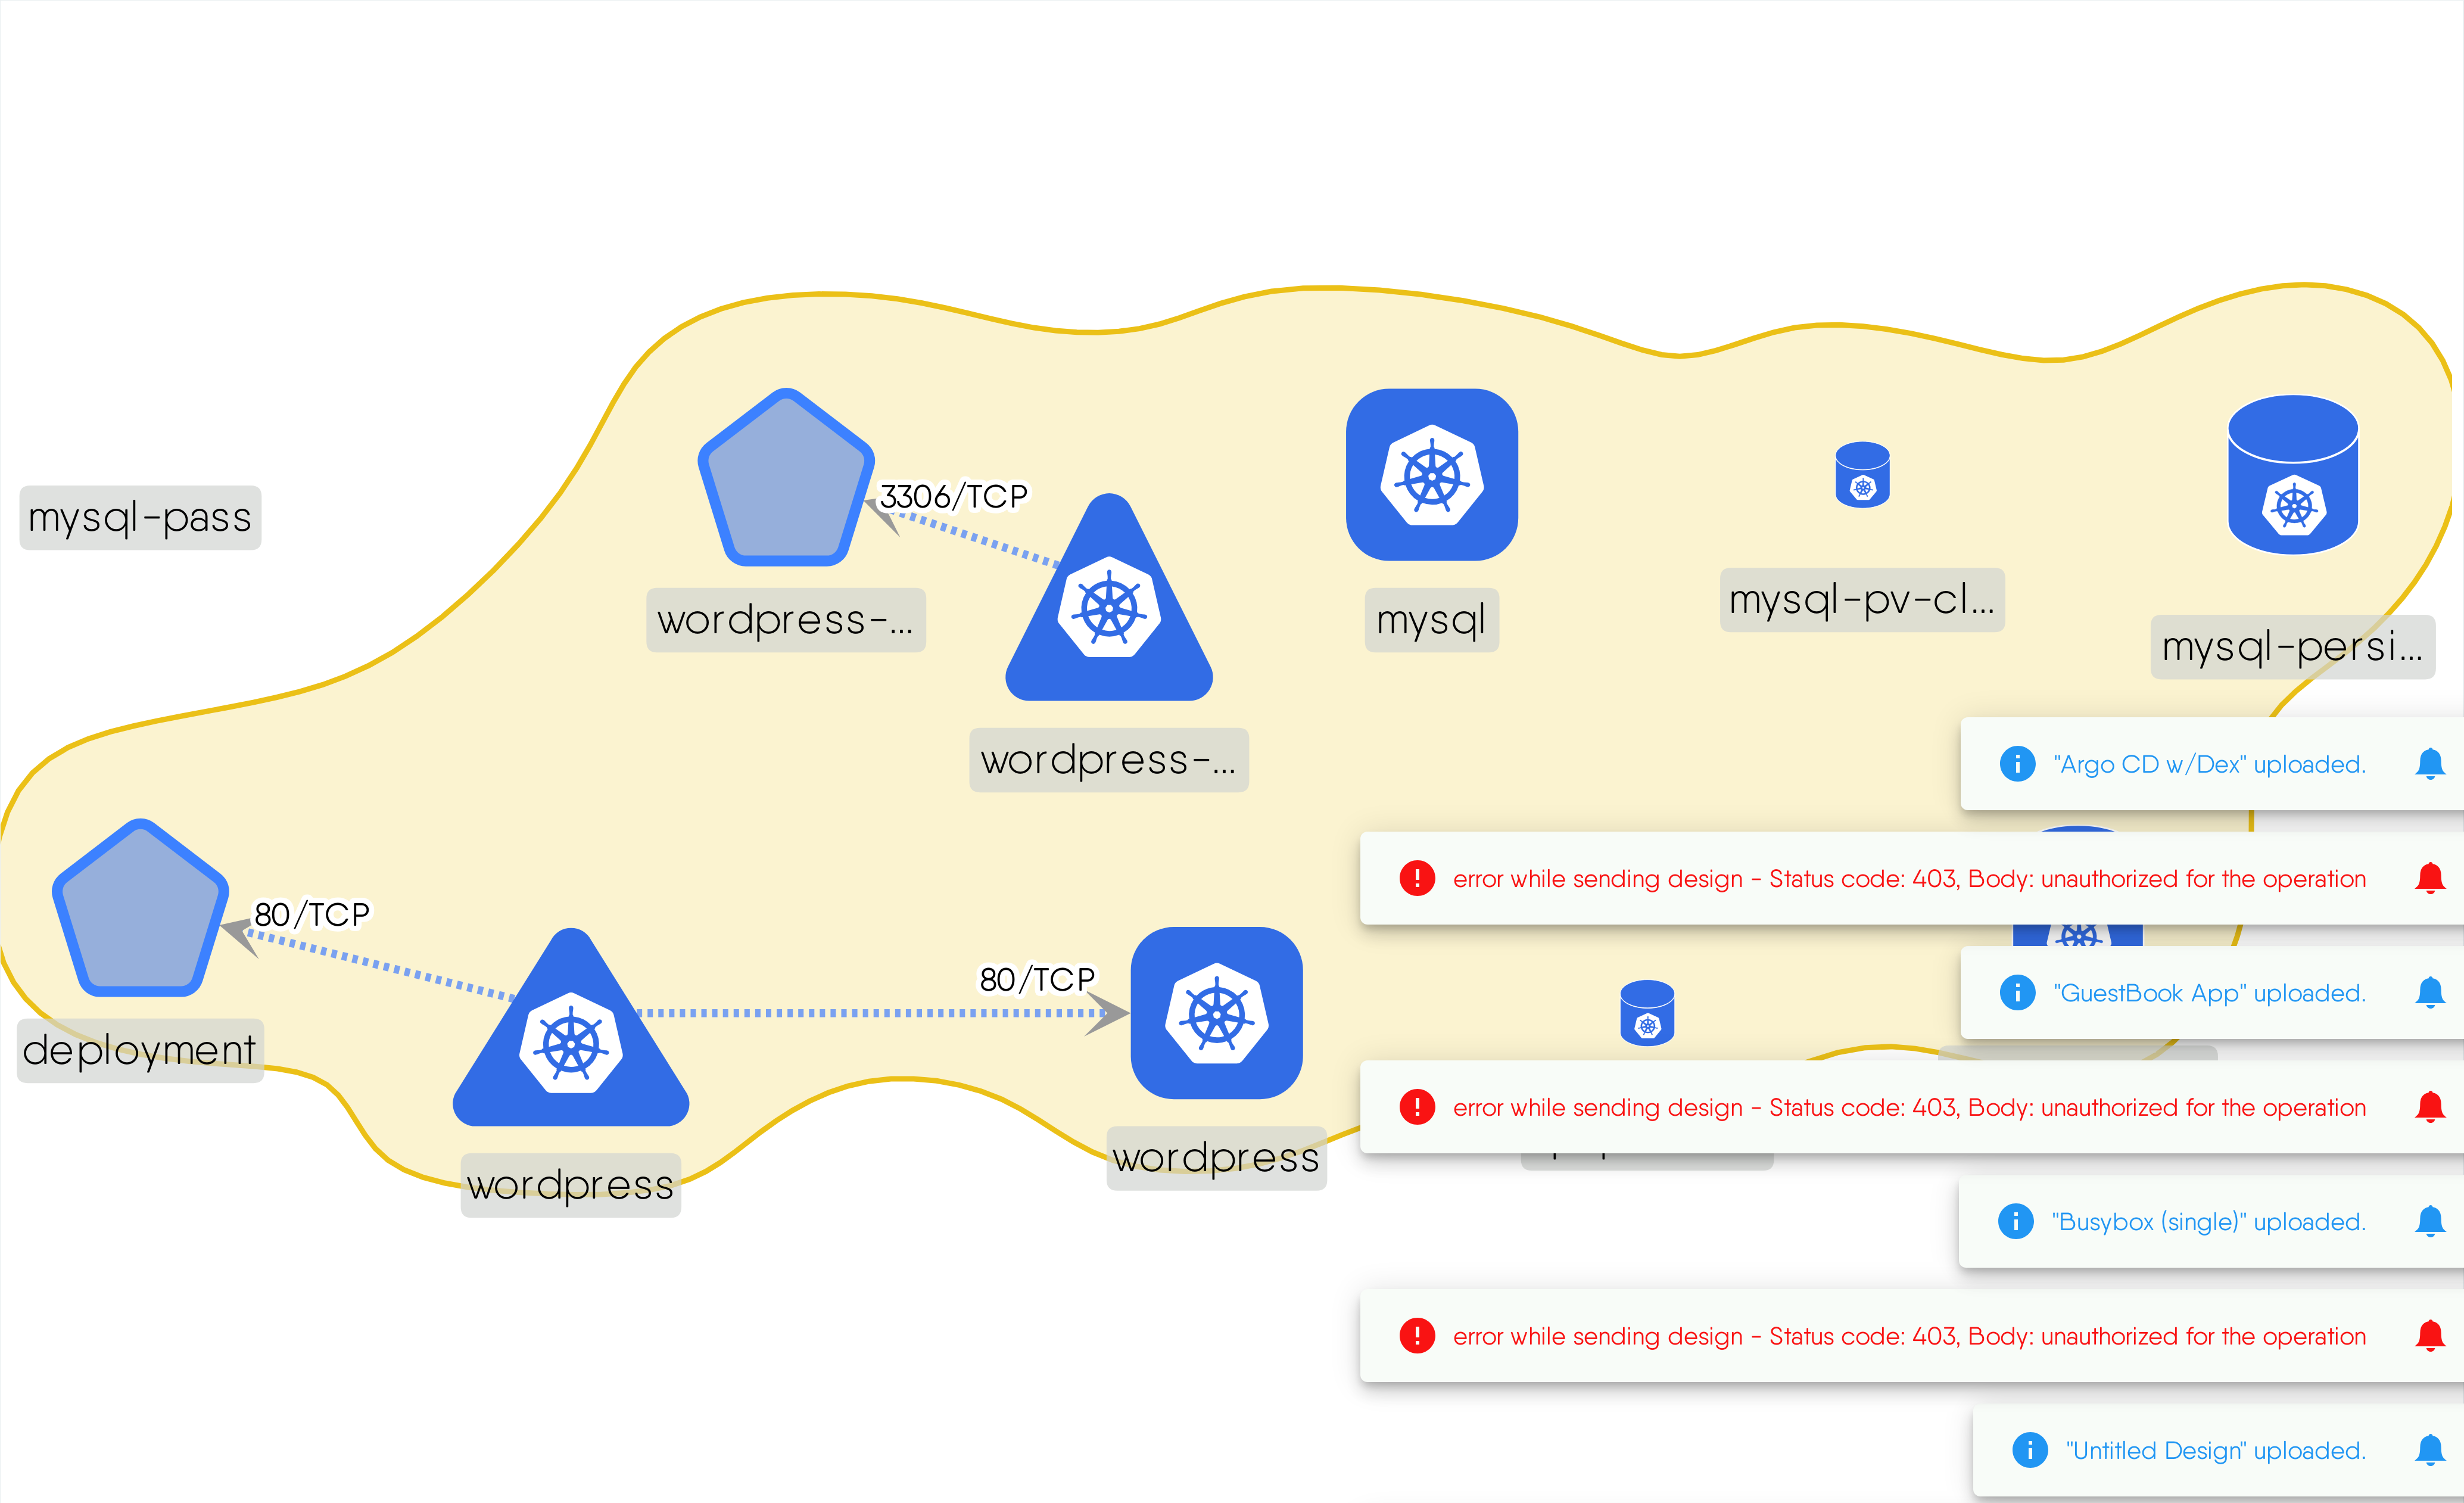 3306/TCP
mysql-pass
wordpress-...
mysql
mysql-pv-cl...
mysql-persi...
wordpress-...
"Argo CD w/Dex" uploaded.
error while sending design - Status code: 403, Body: unauthorized for the operation
80/TCP
80/TCP
"GuestBook App" uploaded.
deployment
error while sending design - Status code: 403, Body: unauthorized for the operation
wordpress
wordpress
"Busybox (single)" uploaded.
error while sending design - Status code: 403, Body: unauthorized for the operation
"Untitled Design" uploaded.